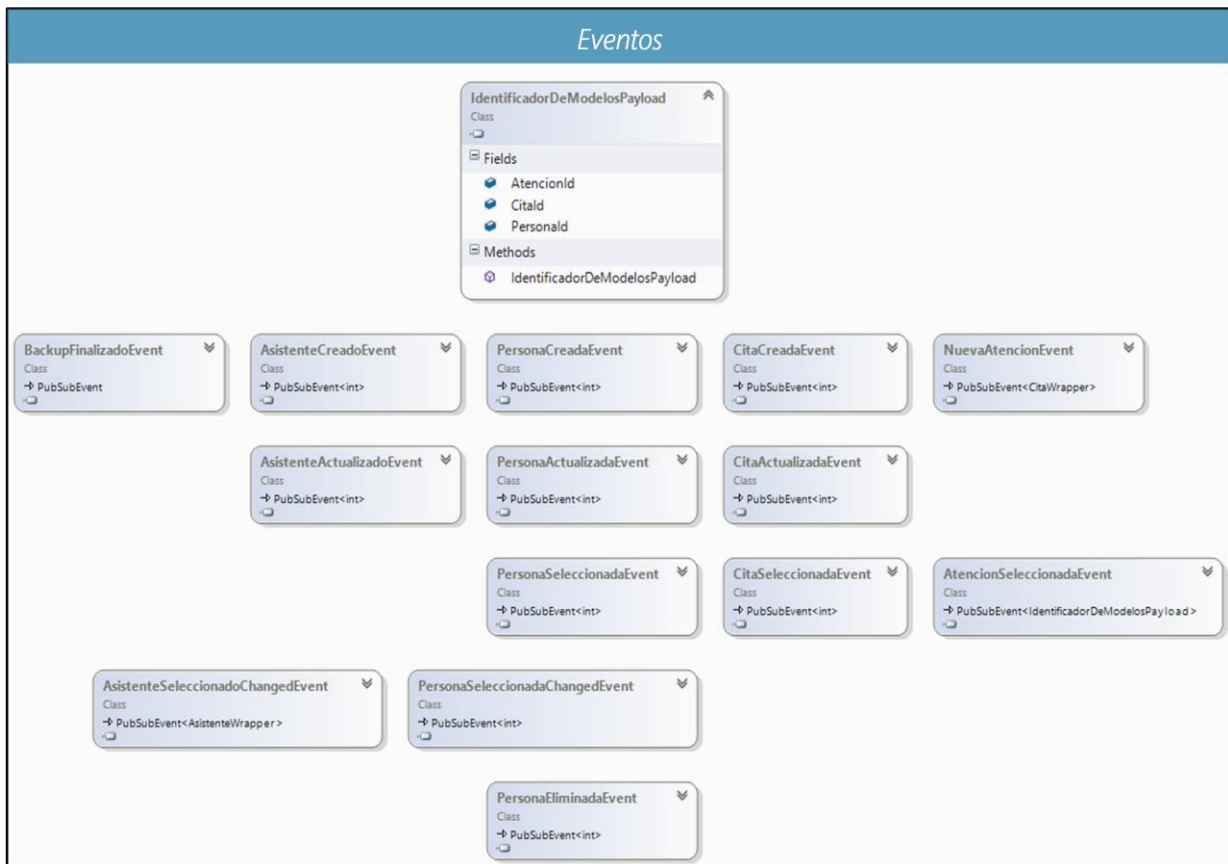 Eventos
IdentificadorDeModelosPayload
Class
Fields
AtencionId
CitaId
PersonaId
Methods
IdentificadorDeModelosPayload
BackupFinalizadoEvent
Class
PubSubEvent
AsistenteCreadoEvent
Class
PubSubEvent<int>
PersonaCreadaEvent
Class
PubSubEvent<int>
CitaCreadaEvent
Class
PubSubEvent<int>
NuevaAtencionEvent
Class
PubSubEvent<CitaWrapper>
AsistenteActualizadoEvent
Class
PubSubEvent<int>
PersonaActualizadaEvent
Class
PubSubEvent<int>
CitaActualizadaEvent
Class
PubSubEvent<int>
PersonaSeleccionadaEvent
Class
PubSubEvent<int>
CitaSeleccionadaEvent
Class
PubSubEvent<int>
AtencionSeleccionadaEvent
Class
PubSubEvent<IdentificadorDeModelosPayload>
AsistenteSeleccionadoChangedEvent
Class
PubSubEvent<AsistenteWrapper>
PersonaSeleccionadaChangedEvent
Class
PubSubEvent<int>
PersonaEliminadaEvent
Class
PubSubEvent<int>